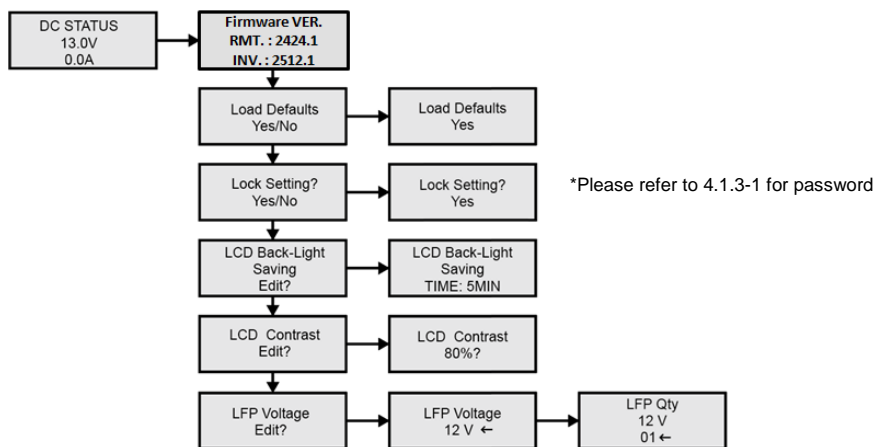 DC STATUS
13.0V
0.0A
Firmware VER.
RMT. : 2424.1
INV. : 2512.1
Load Defaults
Yes/No
Load Defaults
Yes
Lock Setting?
Yes/No
Lock Setting?
Yes
*Please refer to 4.1.3-1 for password
LCD Back-Light
Saving
Edit?
LCD Back-Light
Saving
TIME: 5MIN
LCD Contrast
Edit?
LCD Contrast
80%?
LFP Voltage
Edit?
LFP Voltage
12 V ←
LFP Qty
12 V
01←